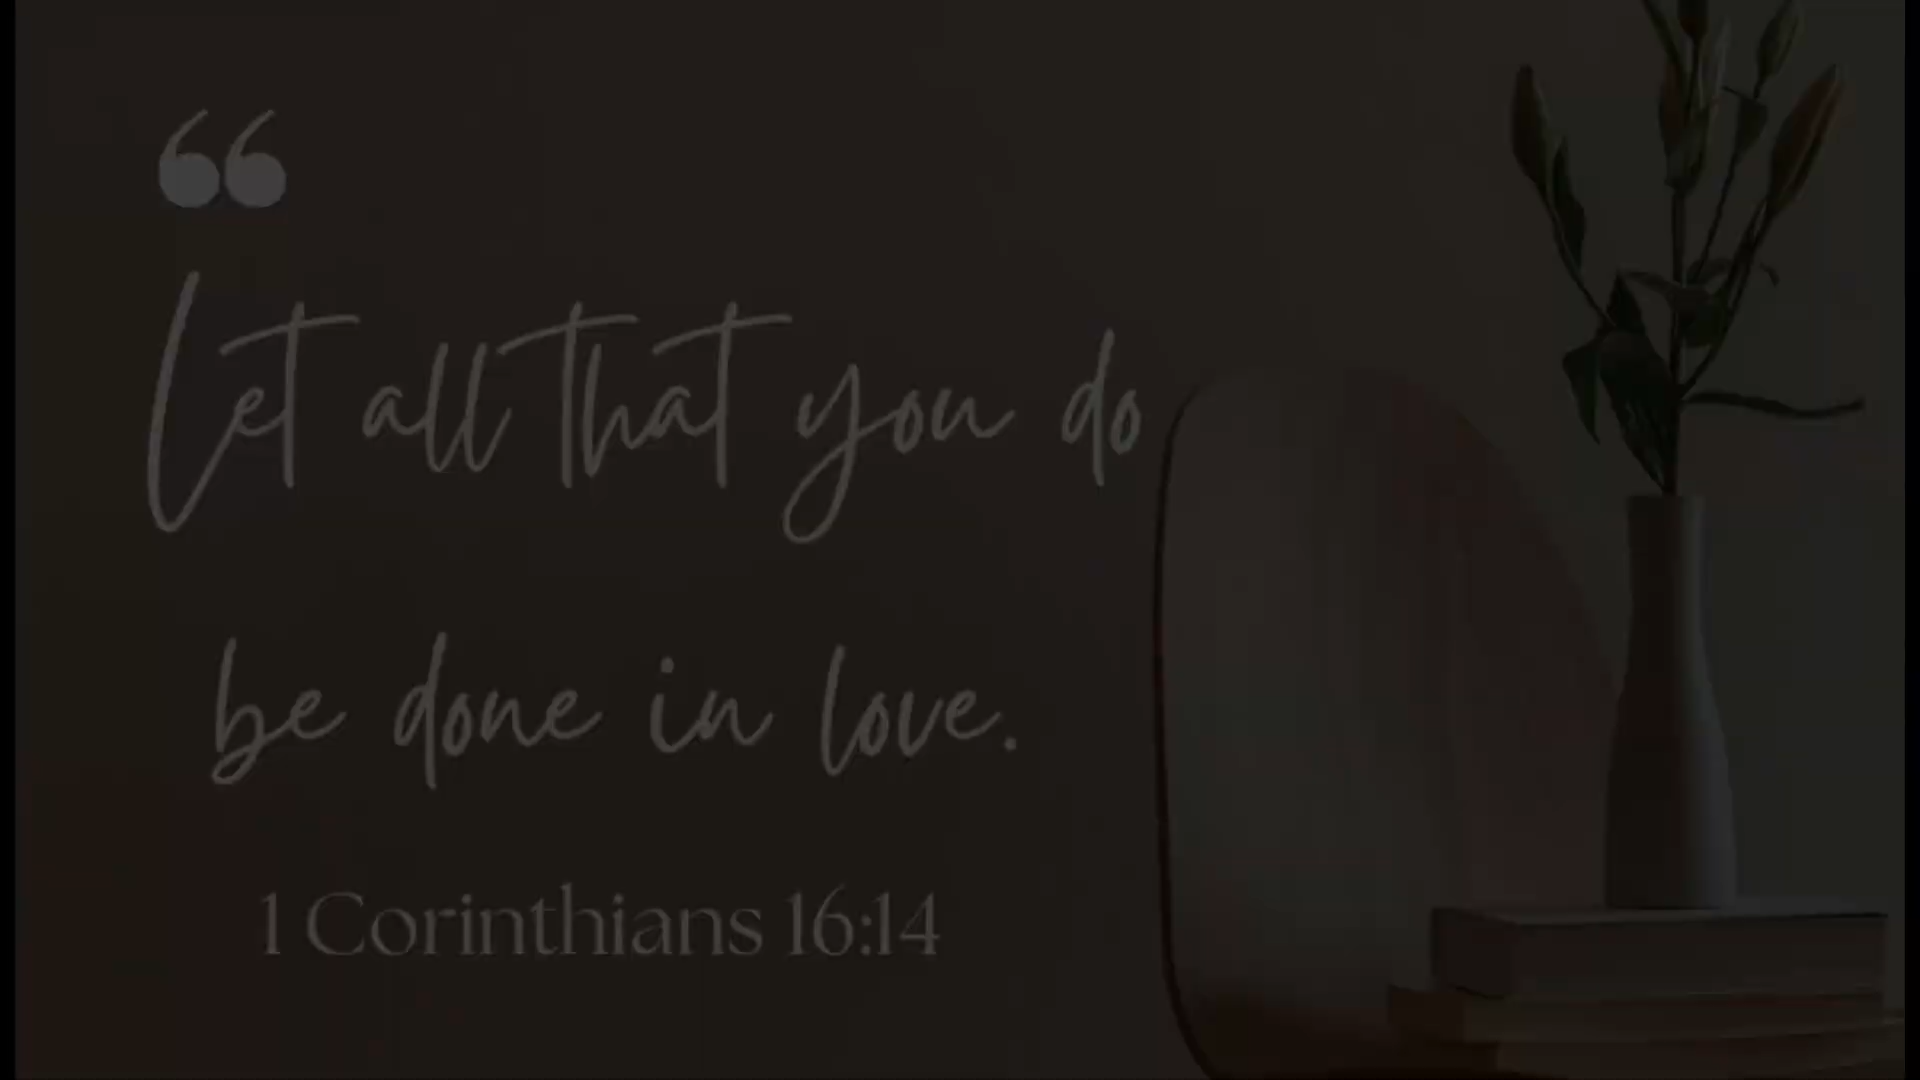 “
Let all that you do
be done in love.
1 Corinthians 16:14